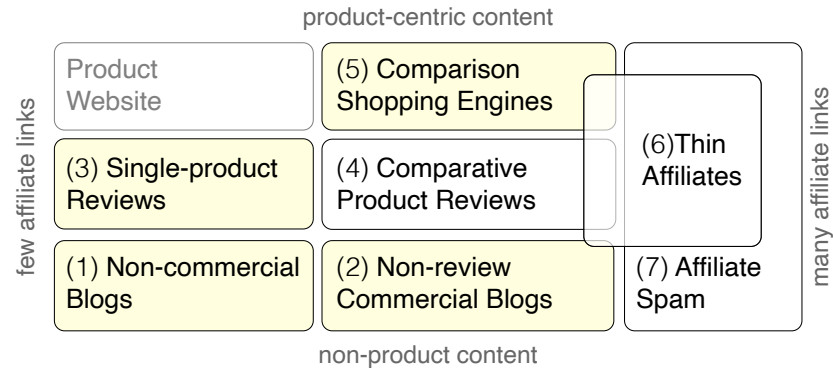 product-centric content
few affiliate links
Product
Website
(5) Comparison
Shopping Engines
(3) Single-product
Reviews
(4) Comparative
Product Reviews
(6)Thin
Affiliates
(1) Non-commercial
Blogs
(2) Non-review
Commercial Blogs
(7) Affiliate
Spam
many affiliate links
non-product content